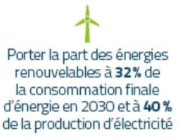 Porter la part des énergies
renouvelables à 32 % de
la consommation finale
d'énergie en 2030 et à 40 %
de la production d'électricité